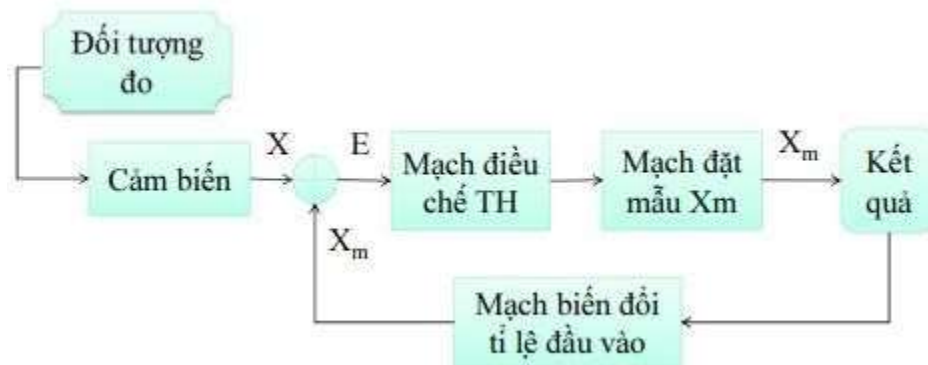 Đối tượng
đo
Cảm biến
X
E
Mạch điều
chế TH
Mạch đặt
mẫu Xm
Xm
Kết
quả
Xm
Mạch biến đổi
tỉ lệ đầu vào